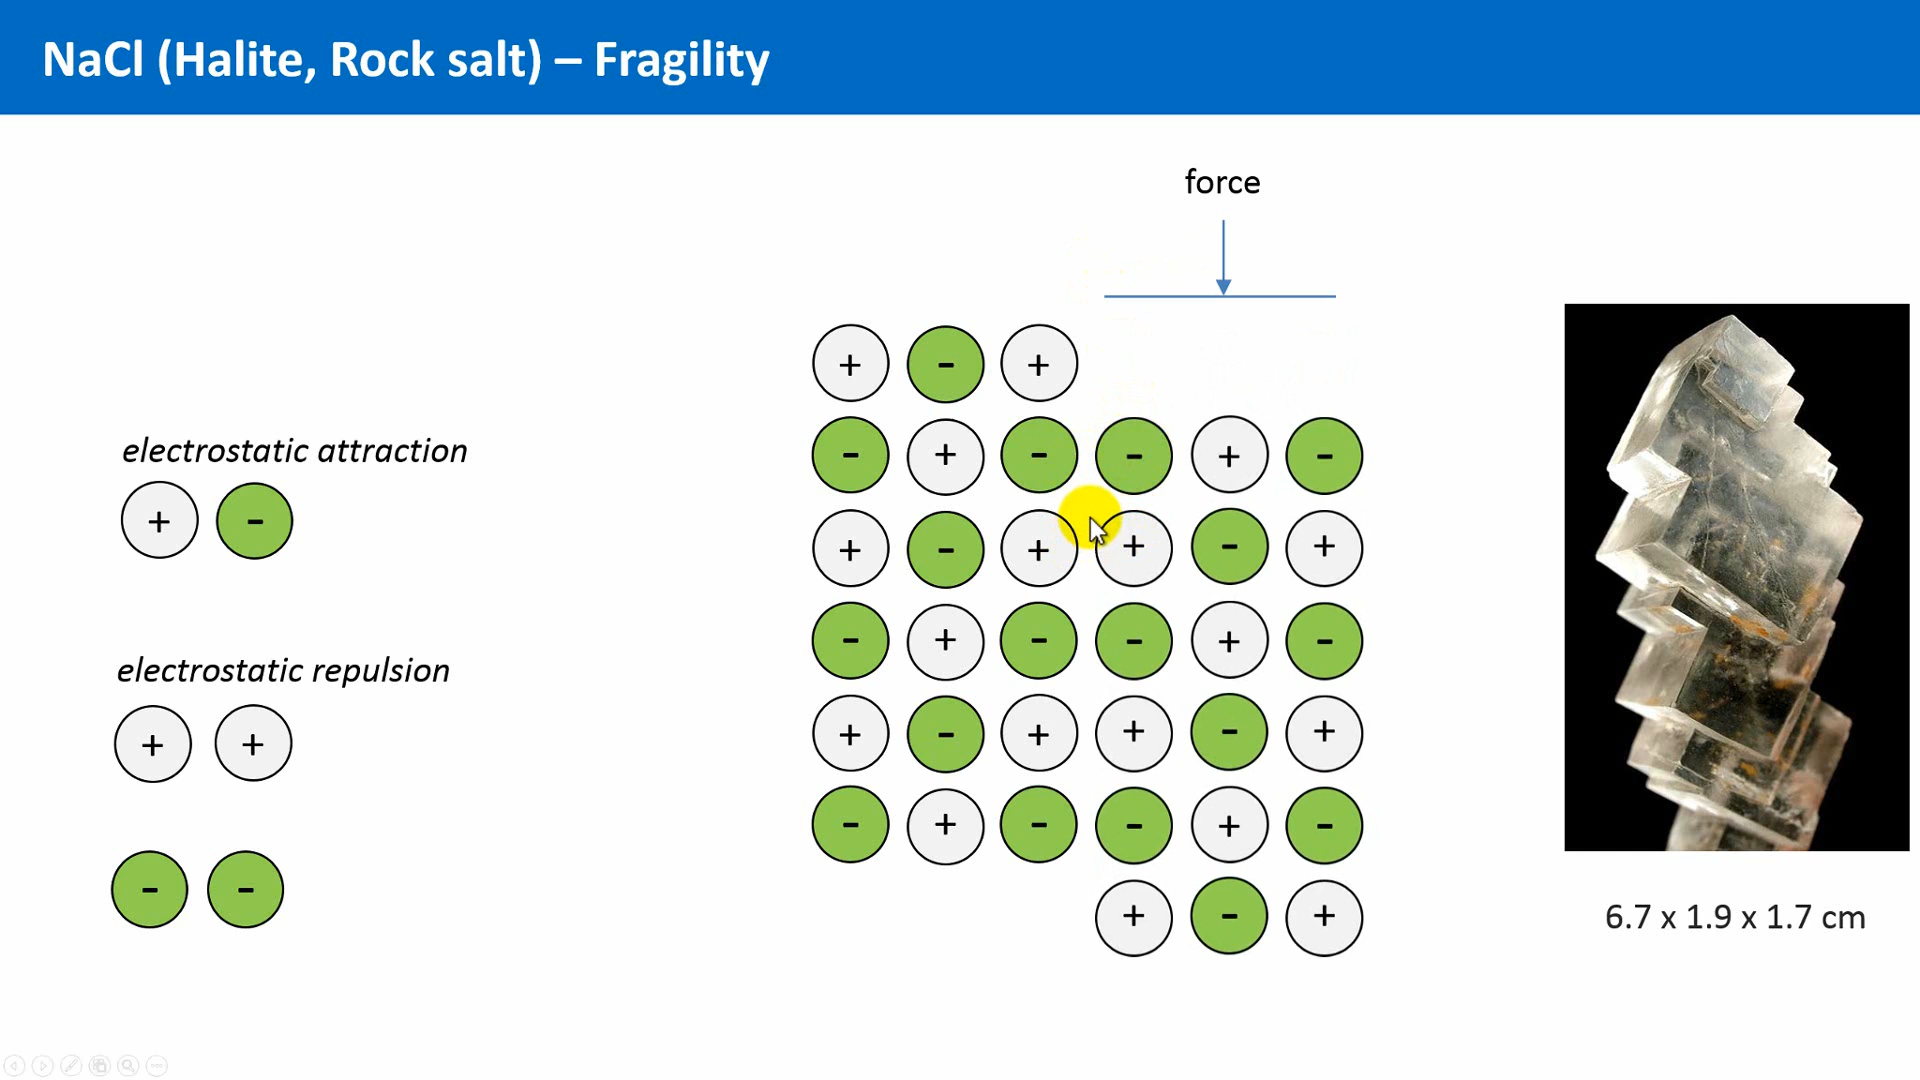 NaCl (Halite, Rock salt) – Fragility
force
+ - +
- + - - + -
electrostatic attraction
+ -
+ - + + - +
- + - - + -
electrostatic repulsion
+ +
+ - + + - +
- + - - + -
- -
+ - +
6.7 x 1.9 x 1.7 cm